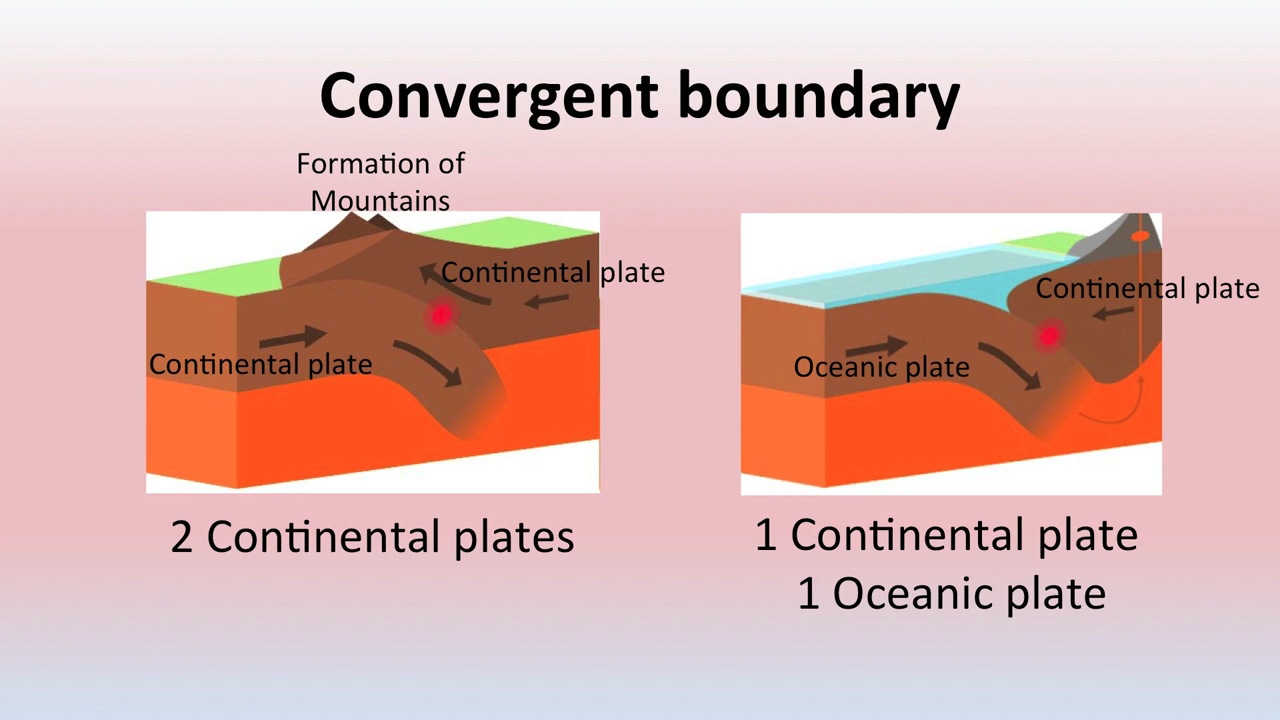 Convergent boundary
Formation of
Mountains
Continental plate
Continental plate
2 Continental plates
Continental plate
Oceanic plate
1 Continental plate
1 Oceanic plate